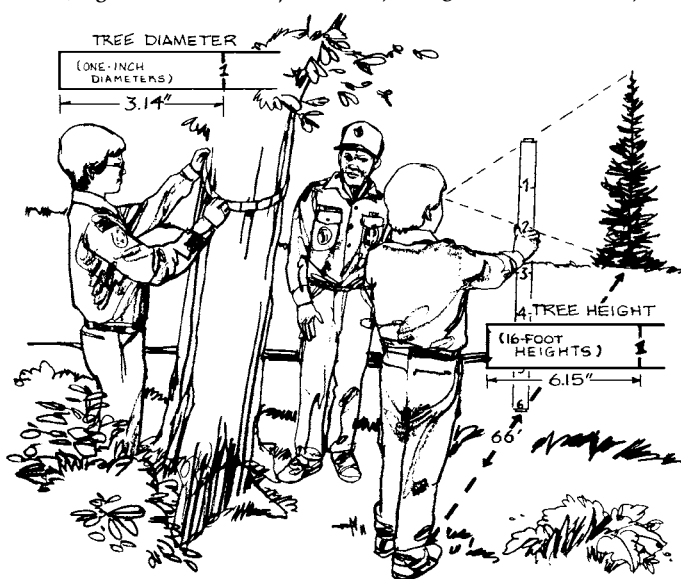 TREE DIAMETER
(ONE-INCH
DIAMETERS)
1
3.14"
1
2
3
4
TREE HEIGHT
(16-FOOT
HEIGHTS)
1
6.15"
6
66'